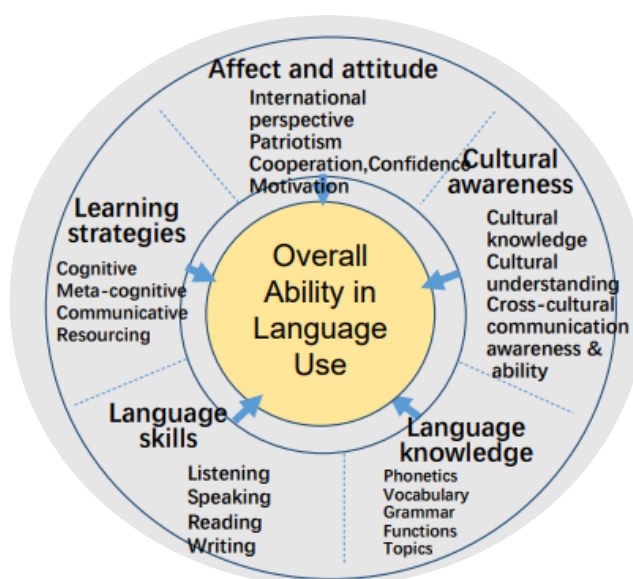 Affect and attitude
International
perspective
Patriotism
Cooperation,Confidence
Motivation
Cultural
awareness
Cultural
knowledge
Cultural
understanding
Cross-cultural
communication
awareness &
ability
Learning
strategies
Cognitive
Meta-cognitive
Communicative
Resourcing
Overall
Ability in
Language
Use
Language
skills
Listening
Speaking
Reading
Writing
Language
knowledge
Phonetics
Vocabulary
Grammar
Functions
Topics